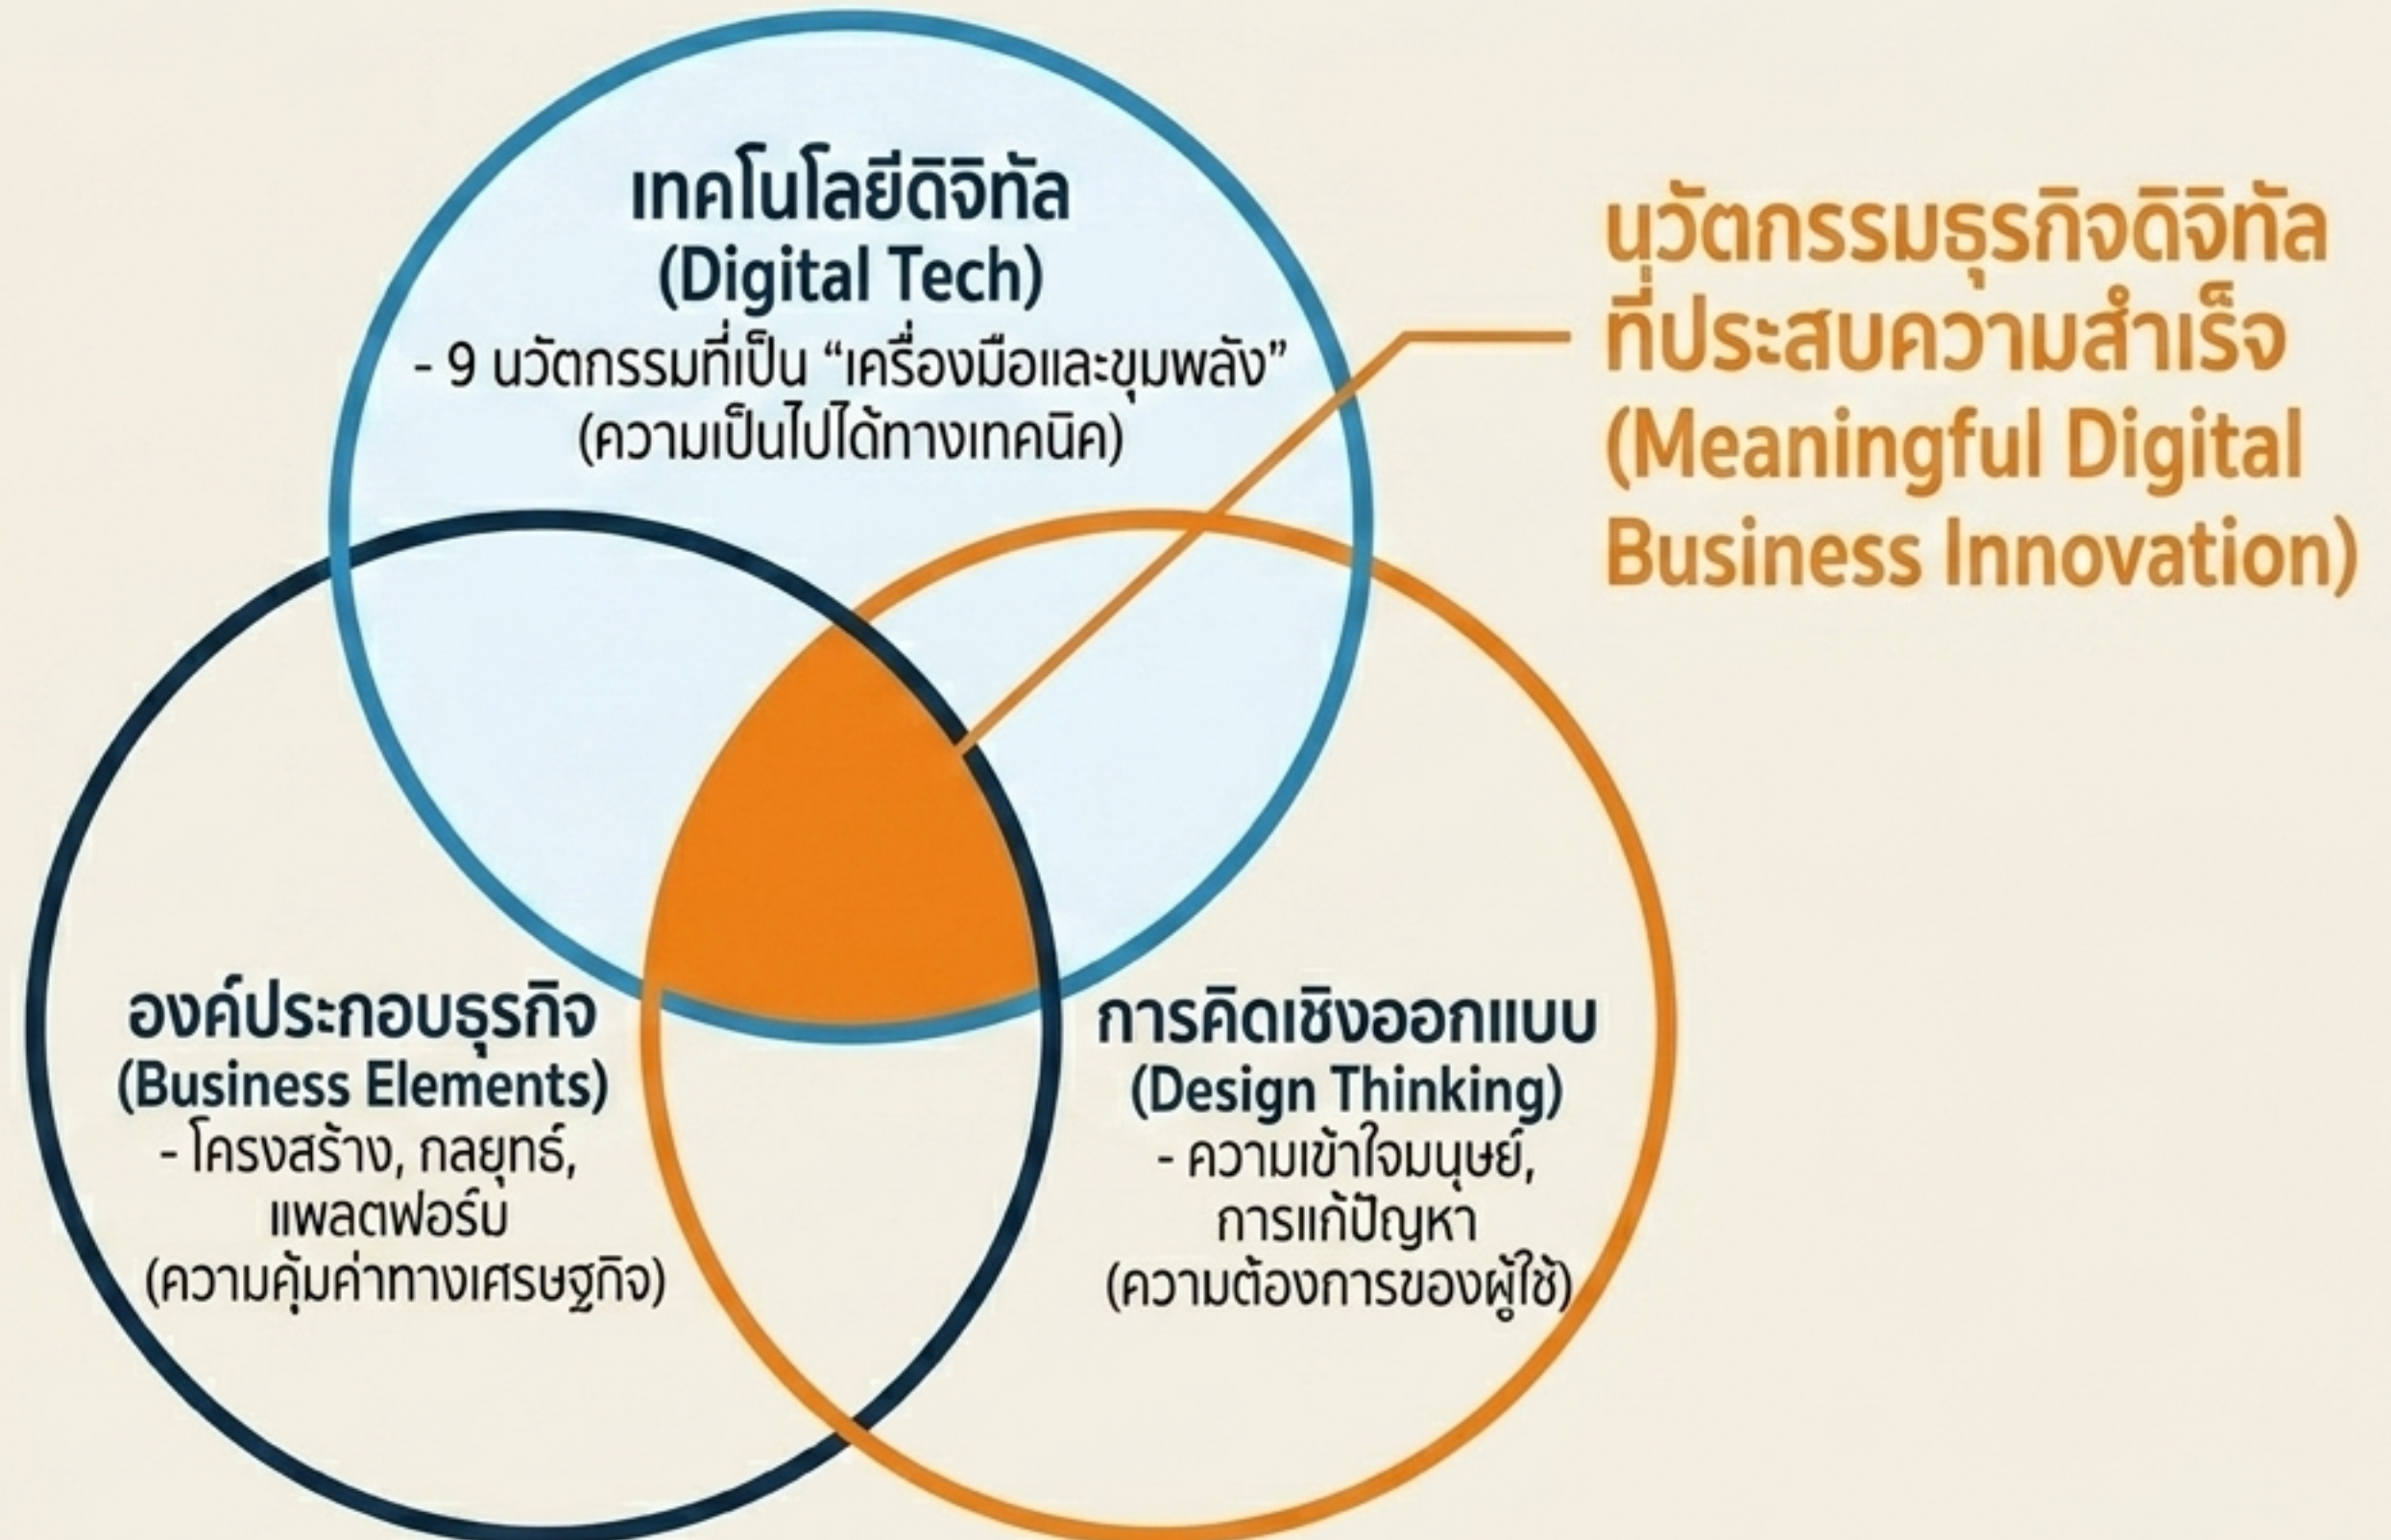 เทคโนโลยีดิจิทัล
(Digital Tech)
- 9 นวัตกรรมที่เป็น “เครื่องมือและขุมพลัง”
(ความเป็นไปได้ทางเทคนิค)
นวัตกรรมธุรกิจดิจิทัล
ที่ประสบความสำเร็จ
(Meaningful Digital
Business Innovation)
องค์ประกอบธุรกิจ
(Business Elements)
- โครงสร้าง, กลยุทธ์,
แพลตฟอร์ม
(ความคุ้มค่าทางเศรษฐกิจ)
การคิดเชิงออกแบบ
(Design Thinking)
- ความเข้าใจมนุษย์,
การแก้ปัญหา
(ความต้องการของผู้ใช้)